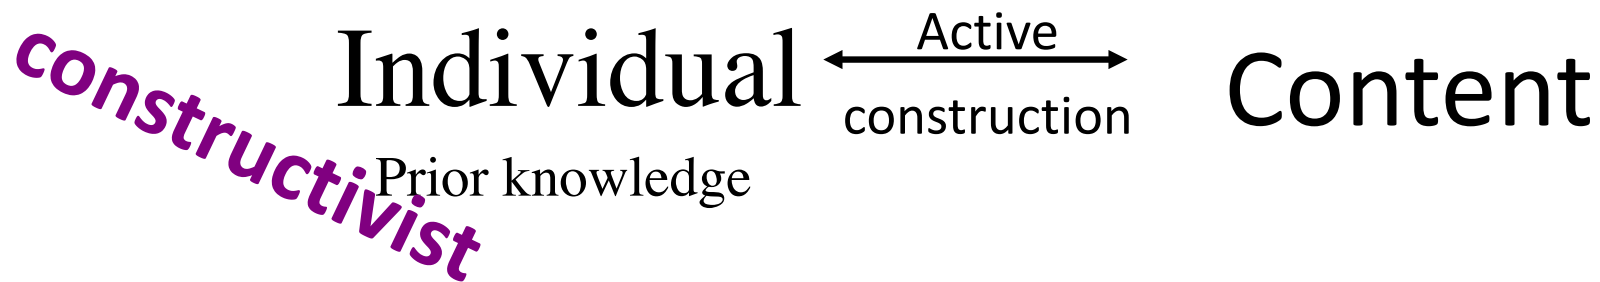 constructivist
Individual
Active
construction
Content
Prior knowledge